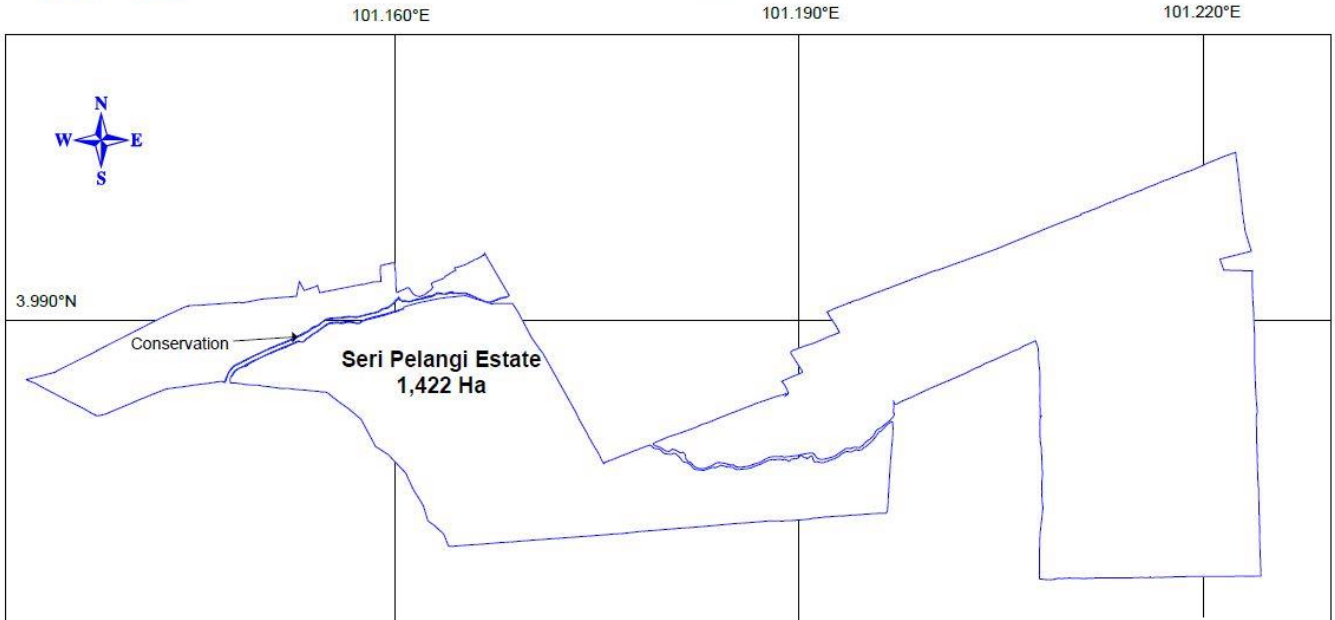 101.160°E
101.190°E
101.220°E
N
W
E
S
3.990°N
Conservation
Seri Pelangi Estate
1,422 Ha